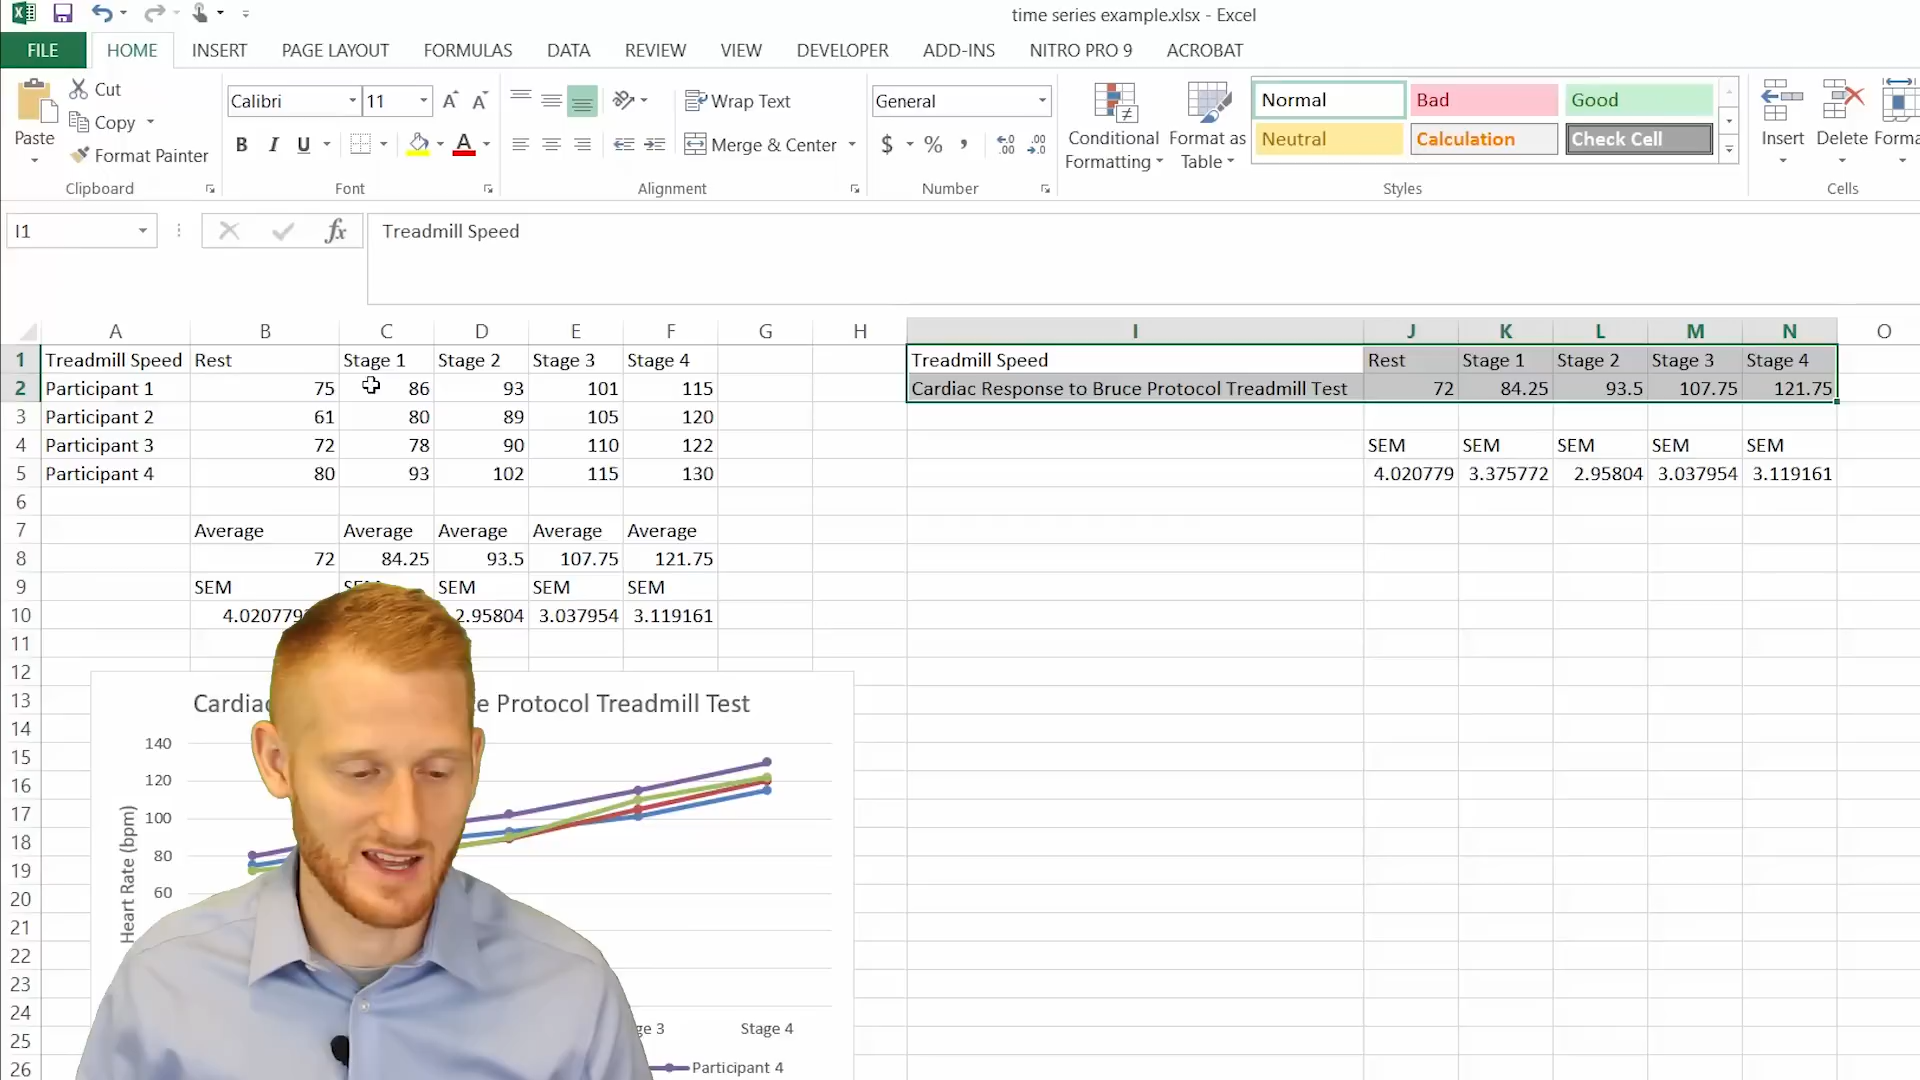 time series example.xlsx - Excel
FILE HOME INSERT PAGE LAYOUT FORMULAS DATA REVIEW VIEW DEVELOPER ADD-INS NITRO PRO 9 ACROBAT
Paste
Cut
Copy
Format Painter
Clipboard
Calibri 11
B I U
Font
Wrap Text
Merge & Center
Alignment
General
$ % ,
Number
Conditional Formatting
Format as Table
Normal Bad Good
Neutral Calculation Check Cell
Styles
Insert Delete
Cells
I1 fx Treadmill Speed
A B C D E F G H I J K L M N O
1 Treadmill Speed Rest Stage 1 Stage 2 Stage 3 Stage 4 Treadmill Speed Rest Stage 1 Stage 2 Stage 3 Stage 4
2 Participant 1 75 86 93 101 115 Cardiac Response to Bruce Protocol Treadmill Test 72 84.25 93.5 107.75 121.75
3 Participant 2 61 80 89 105 120
4 Participant 3 72 78 90 110 122 SEM SEM SEM SEM SEM
5 Participant 4 80 93 102 115 130 4.020779 3.375772 2.95804 3.037954 3.119161
6
7 Average Average Average Average Average
8 72 84.25 93.5 107.75 121.75
9 SEM SEM SEM SEM
10 2.95804 3.037954 3.119161
11
12
13
14
15
16
17
18
19
20
21
22
23
24
25
26
Protocol Treadmill Test
140
120
100
80
60
Heart Rate (bpm)
Stage 4
Participant 4